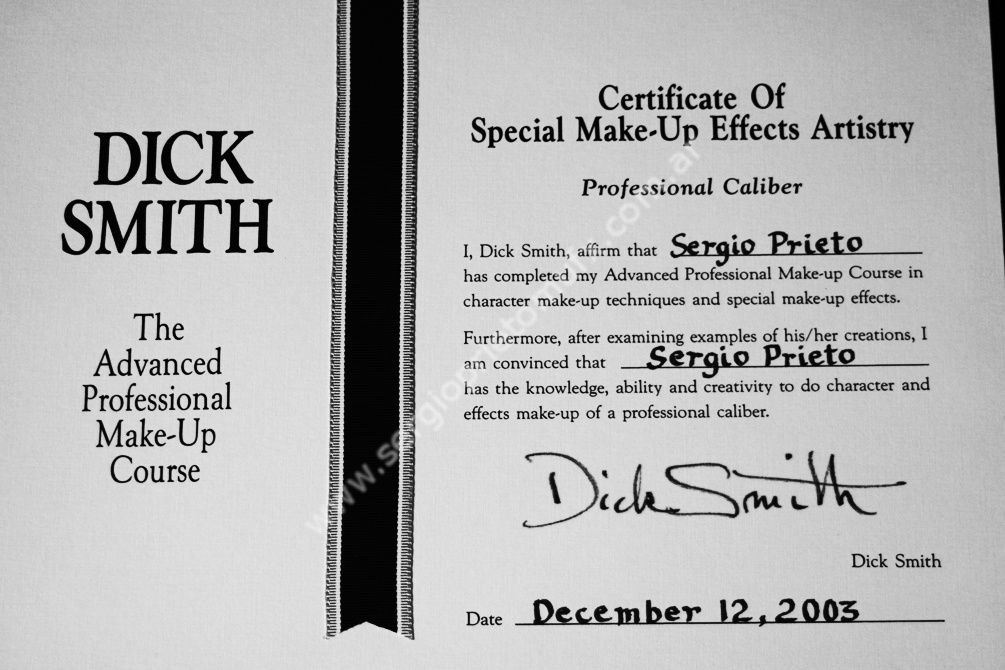 DICK
SMITH
The
Advanced
Professional
Make-Up
Course
Certificate Of
Special Make-Up Effects Artistry
Professional Caliber
I, Dick Smith, affirm that Sergio Prieto
has completed my Advanced Professional Make-up Course in
character make-up techniques and special make-up effects.
Furthermore, after examining examples of his/her creations, I
am convinced that Sergio Prieto
has the knowledge, ability and creativity to do character and
effects make-up of a professional caliber.
Dick Smith
Dick Smith
Date December 12, 2003